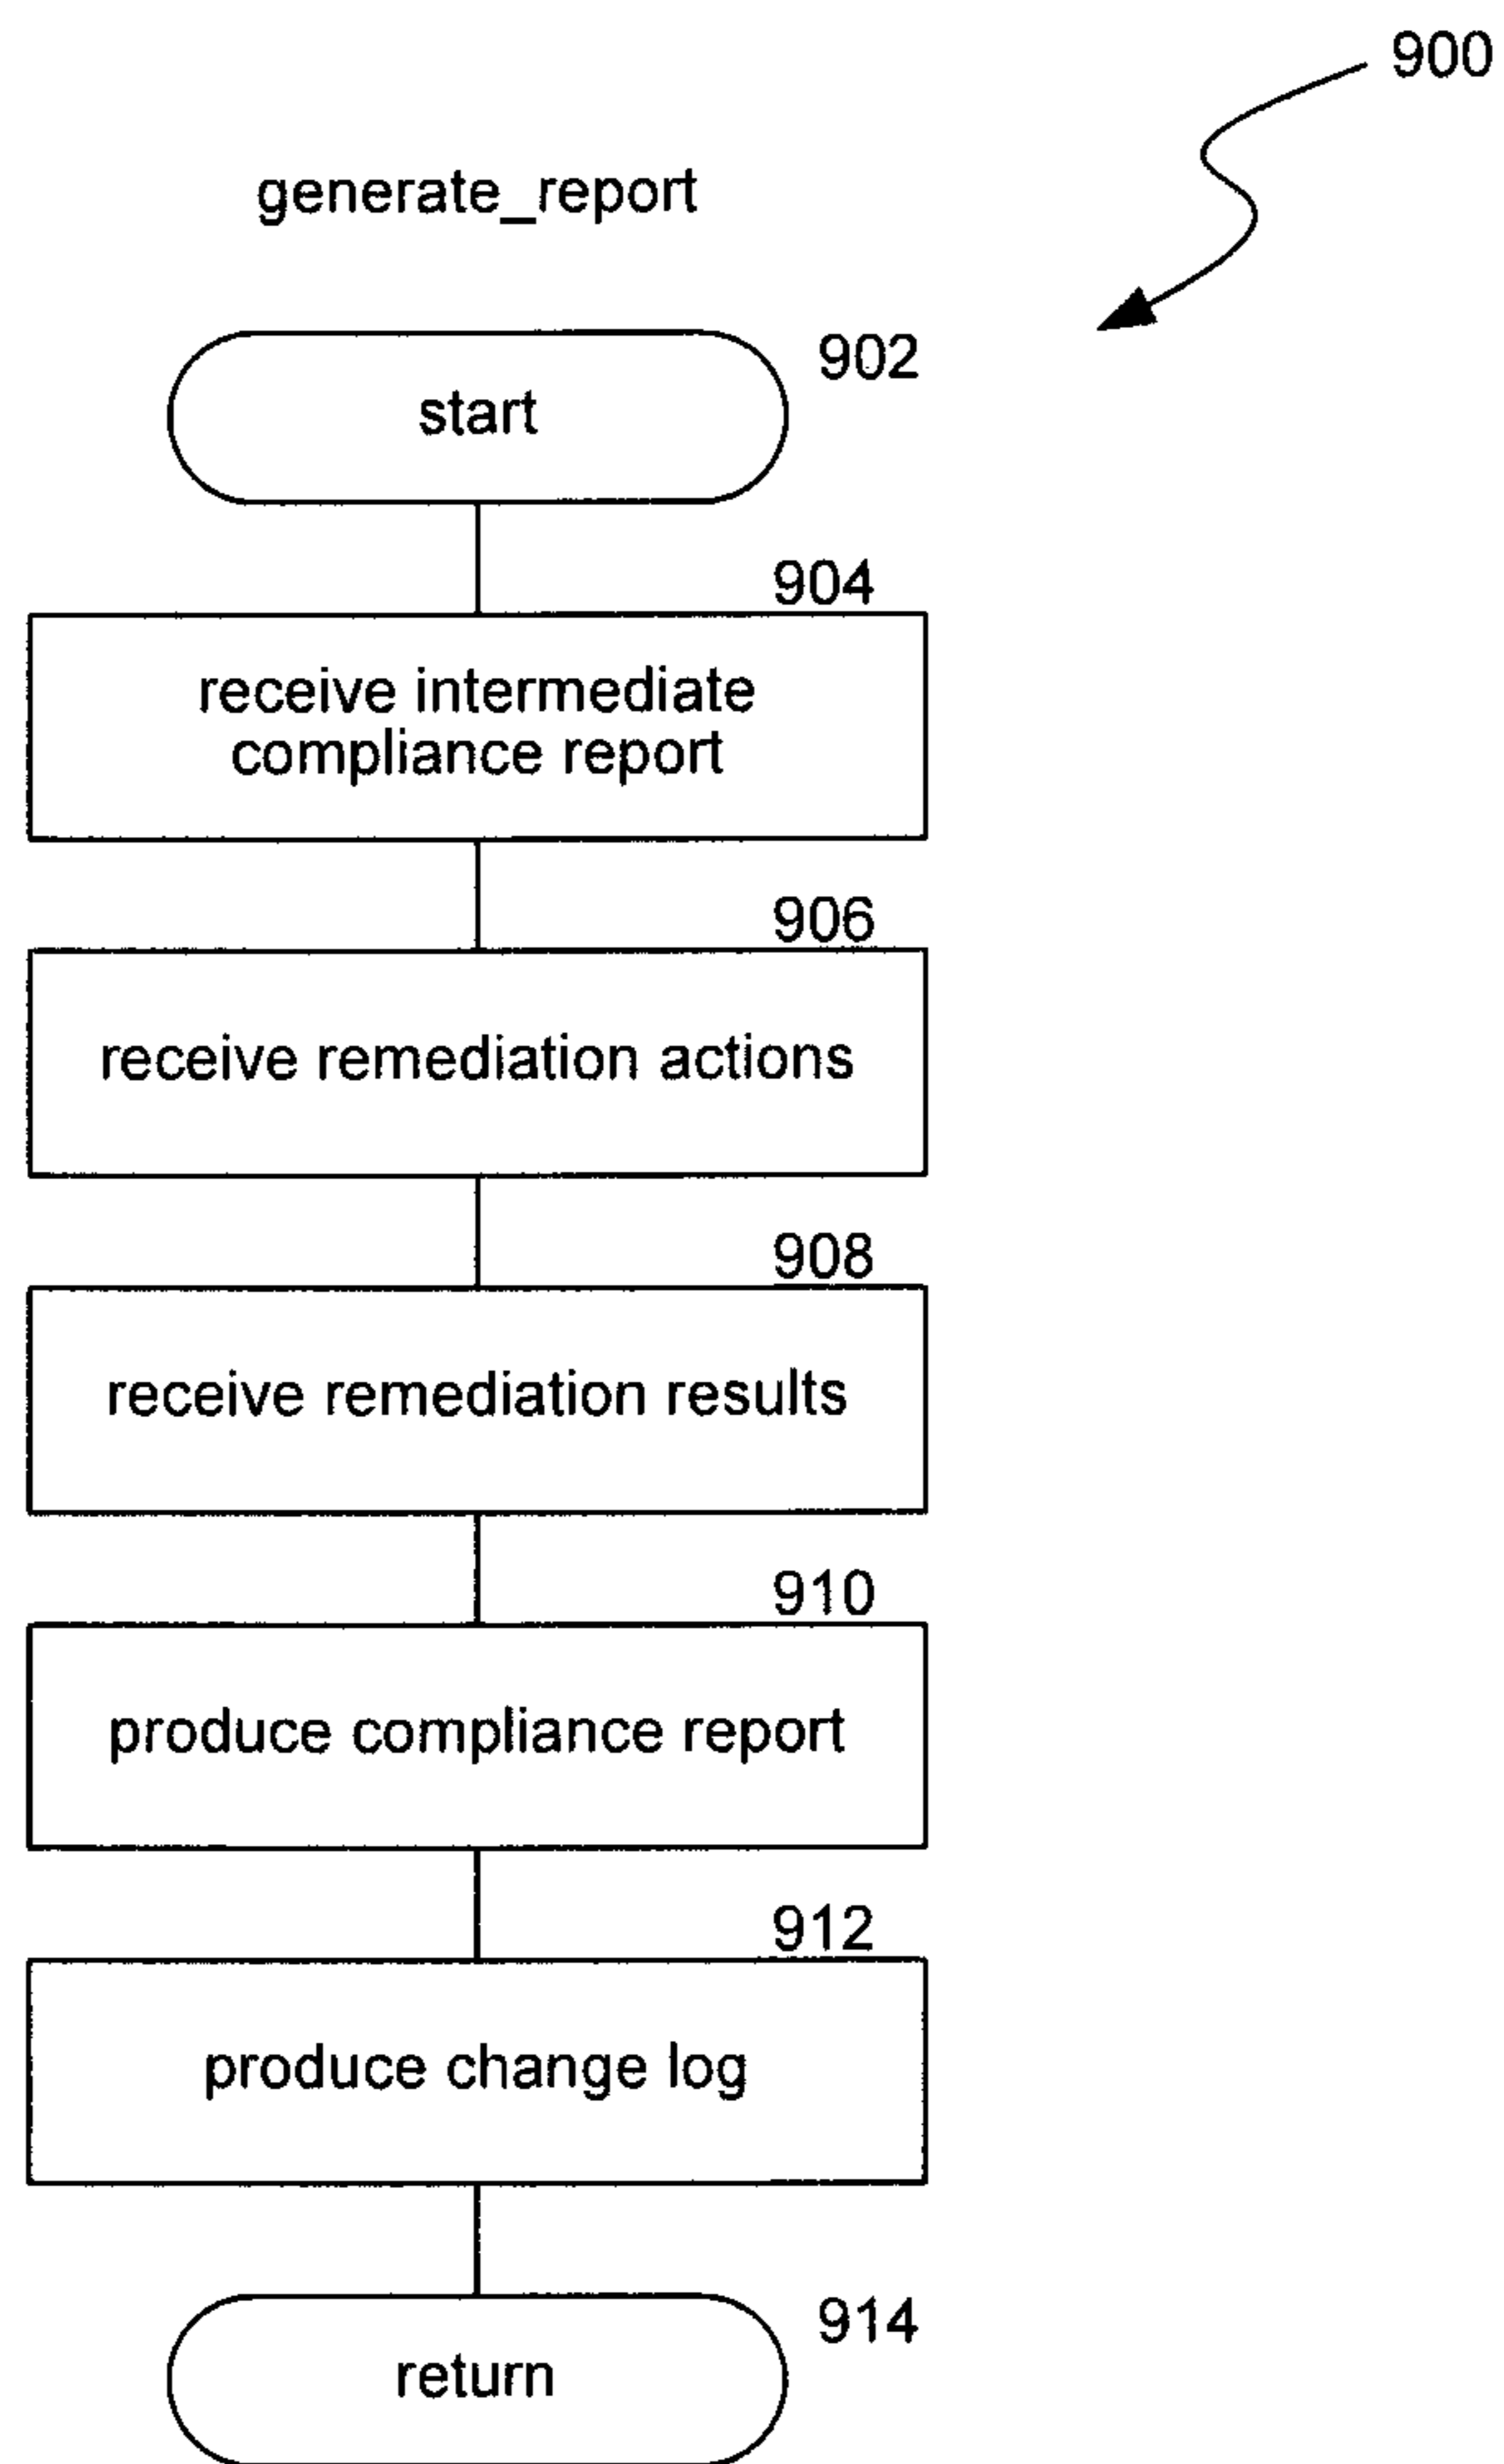 900
generate_report
902
start
904
receive intermediate
compliance report
906
receive remediation actions
908
receive remediation results
910
produce compliance report
912
produce change log
914
return